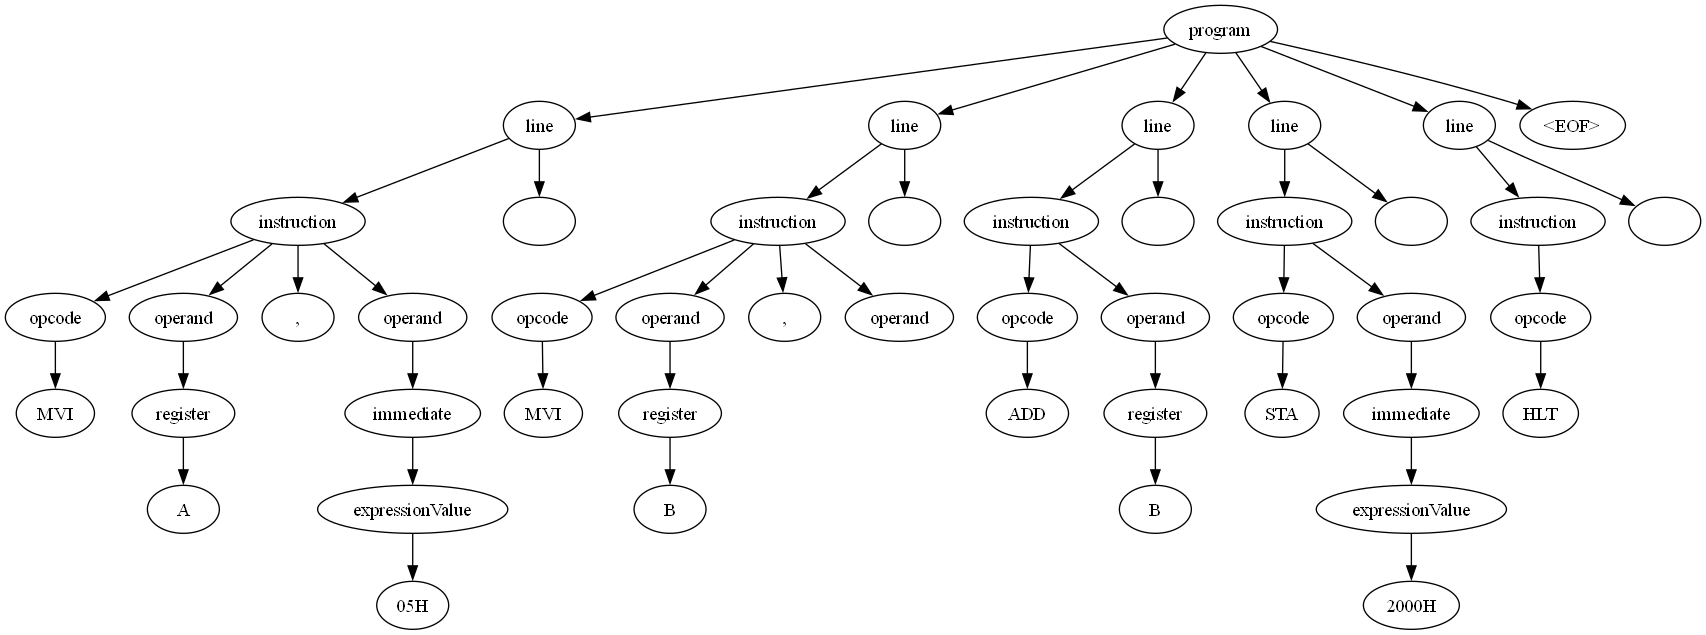 program
line line line line line <EOF>
instruction instruction instruction instruction instruction
opcode operand , operand opcode operand , operand opcode operand opcode operand opcode
MVI register immediate MVI register ADD register STA immediate HLT
A expressionValue B B expressionValue
05H 2000H